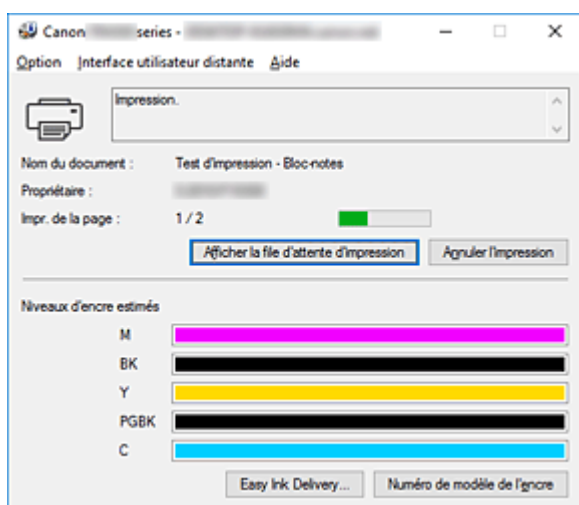 Canon series -
Option Interface utilisateur distante Aide
Impression.
Nom du document : Test d'impression - Bloc-notes
Propriétaire :
Impr. de la page : 1 / 2
Afficher la file d'attente d'impression Annuler l'impression
Niveaux d'encre estimés
M
BK
Y
PGBK
C
Easy Ink Delivery... Numéro de modèle de l'encre